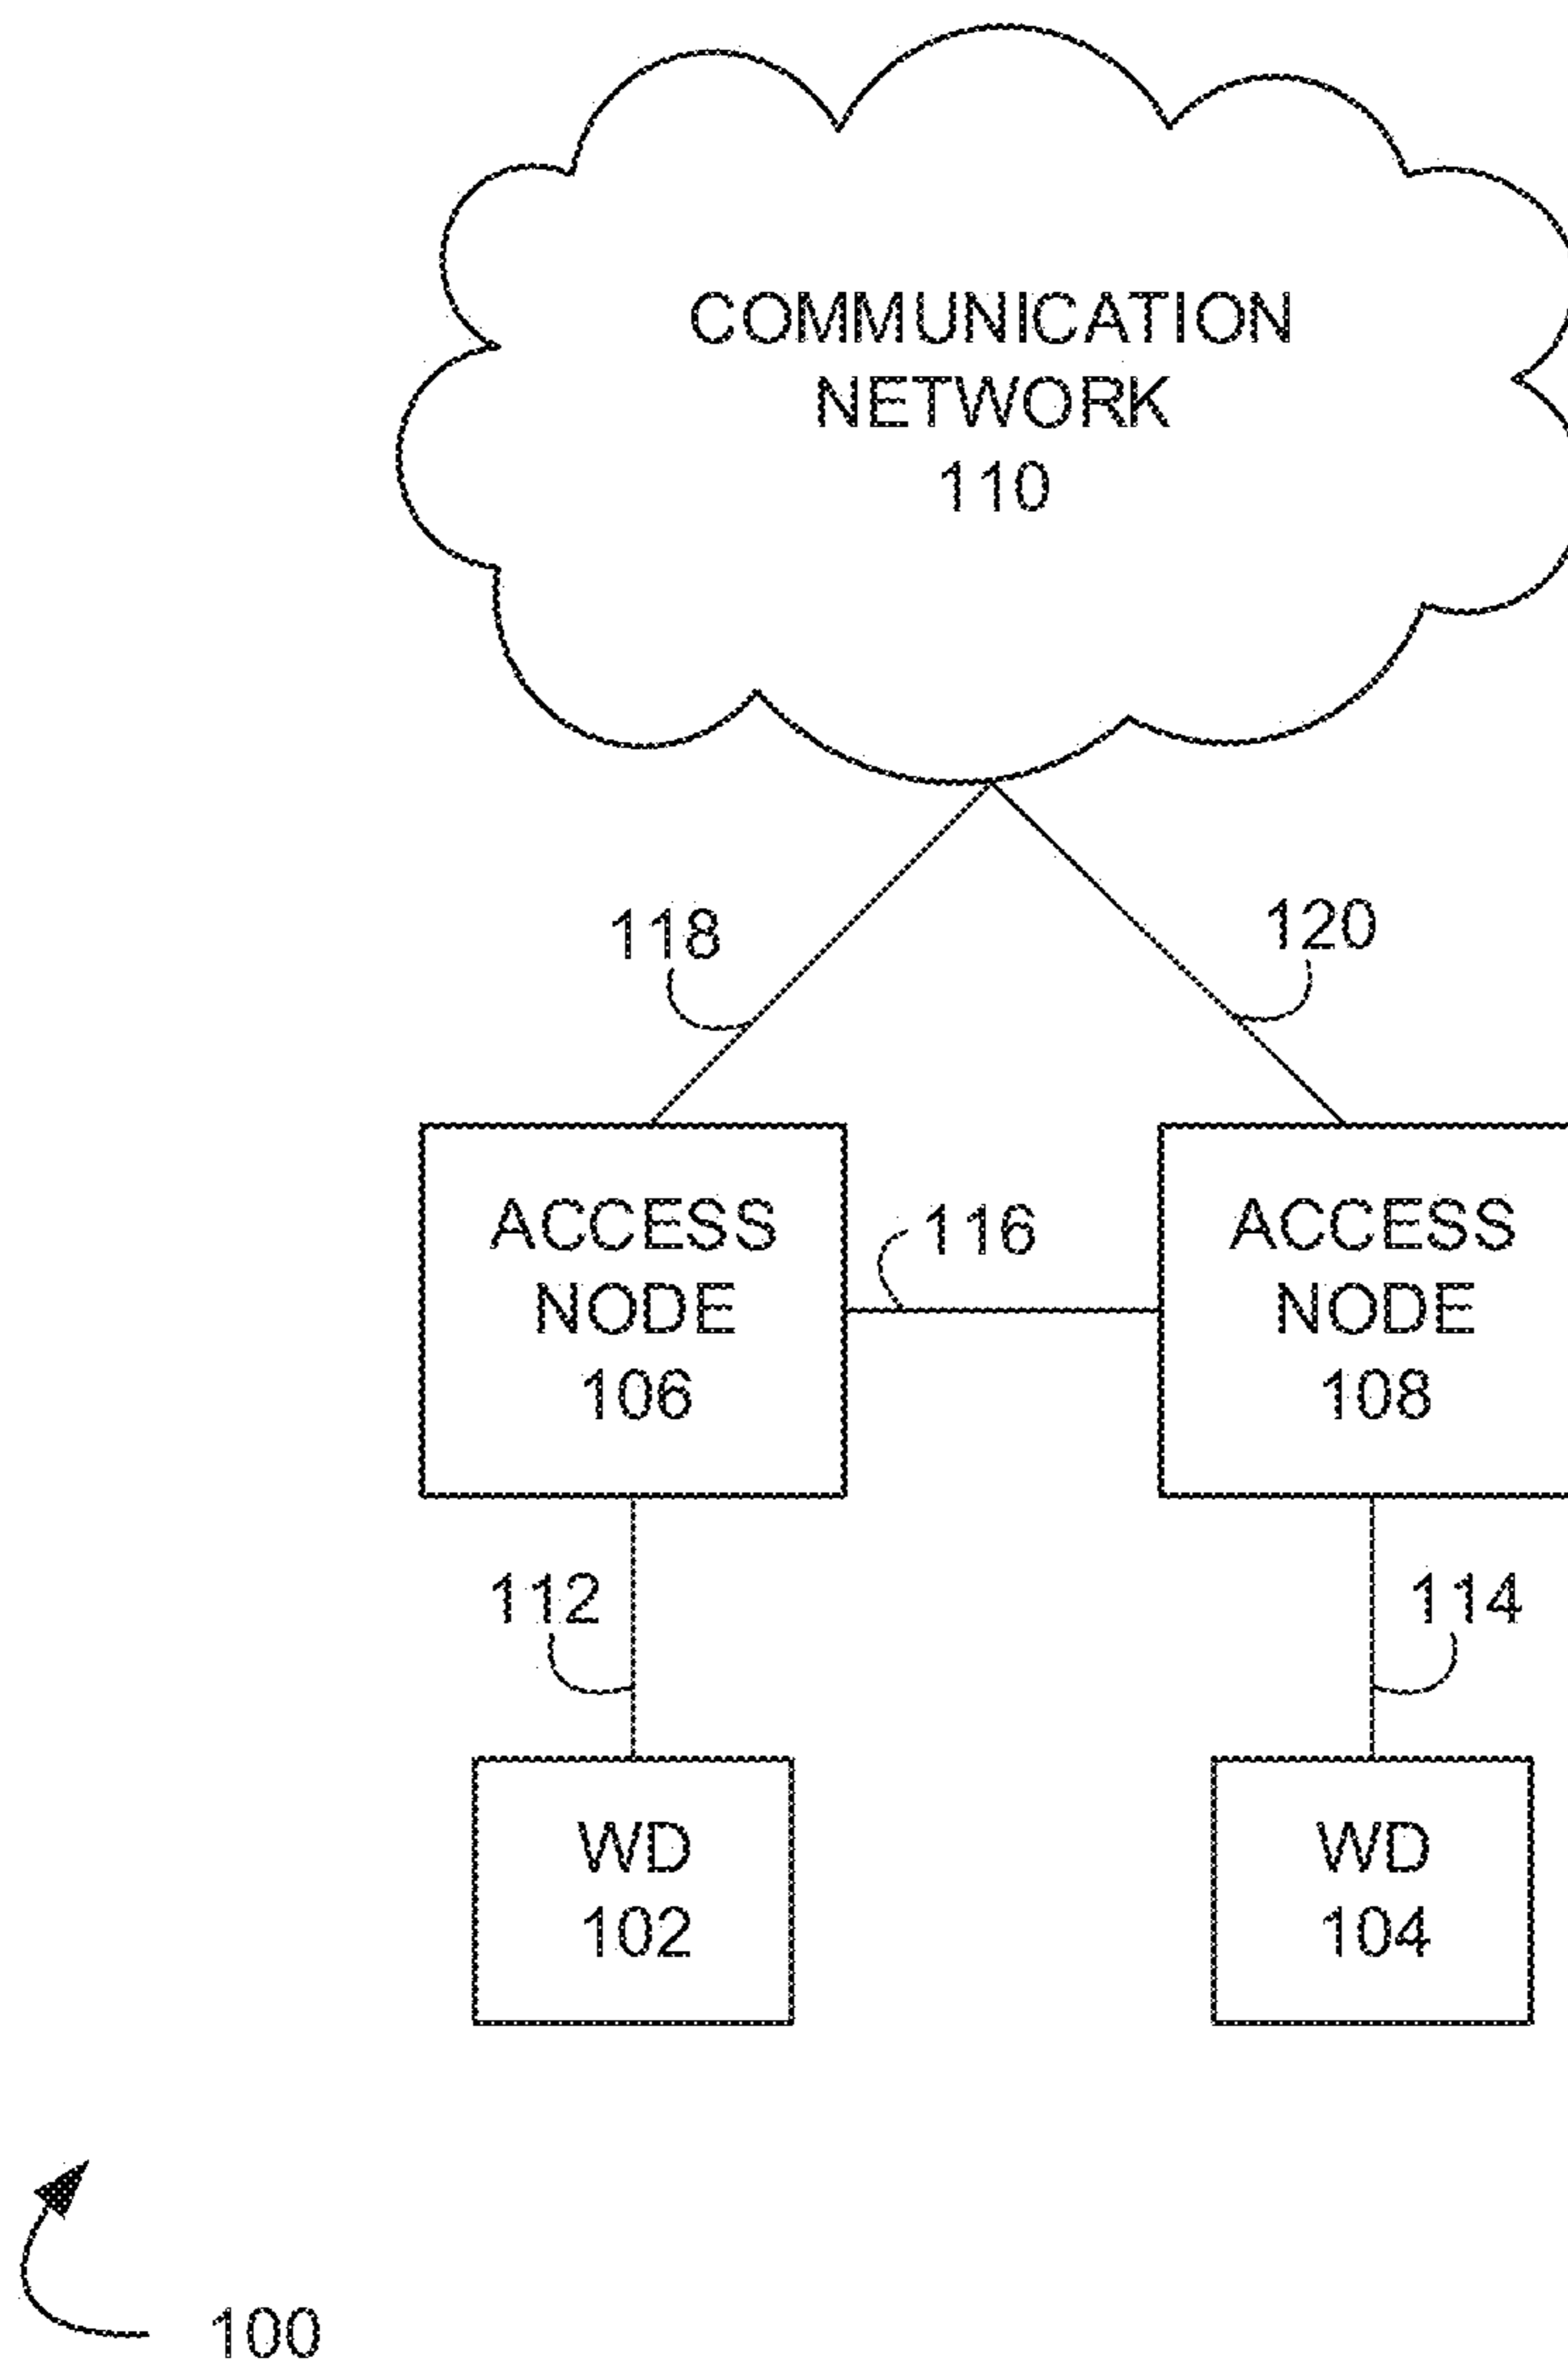 COMMUNICATION
NETWORK
110
118
120
ACCESS
NODE
106
116
ACCESS
NODE
108
112
114
WD
102
WD
104
100